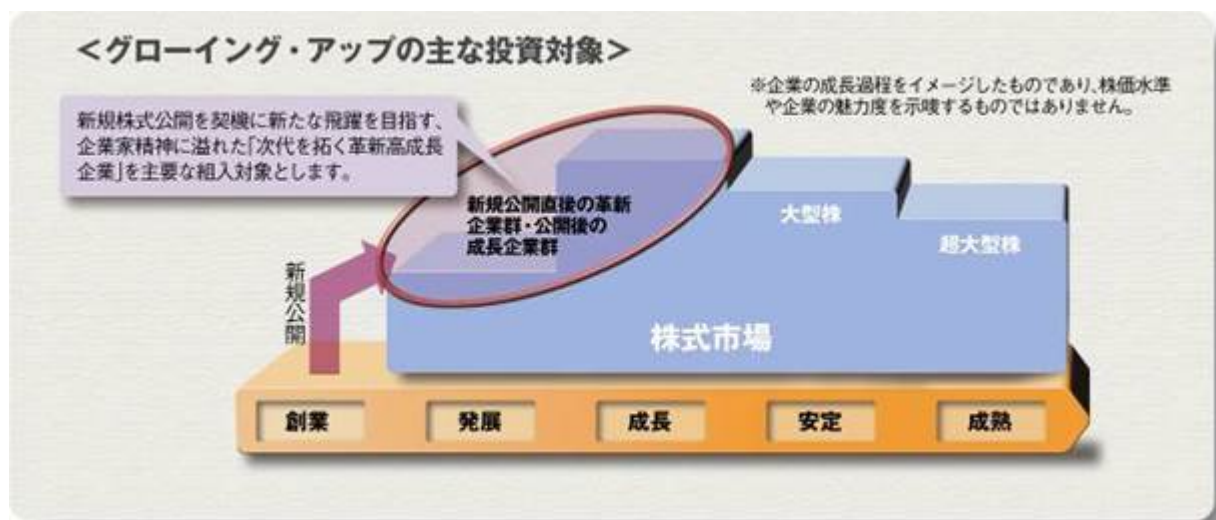 ＜グローイング・アップの主な投資対象＞
※企業の成長過程をイメージしたものであり、株価水準
や企業の魅力度を示唆するものではありません。
新規株式公開を契機に新たな飛躍を目指す、
企業家精神に溢れた「次代を拓く革新高成長
企業」を主要な組入対象とします。
新規公開直後の革新
企業群・公開後の
成長企業群
大型株
超大型株
新規公開
株式市場
創業
発展
成長
安定
成熟